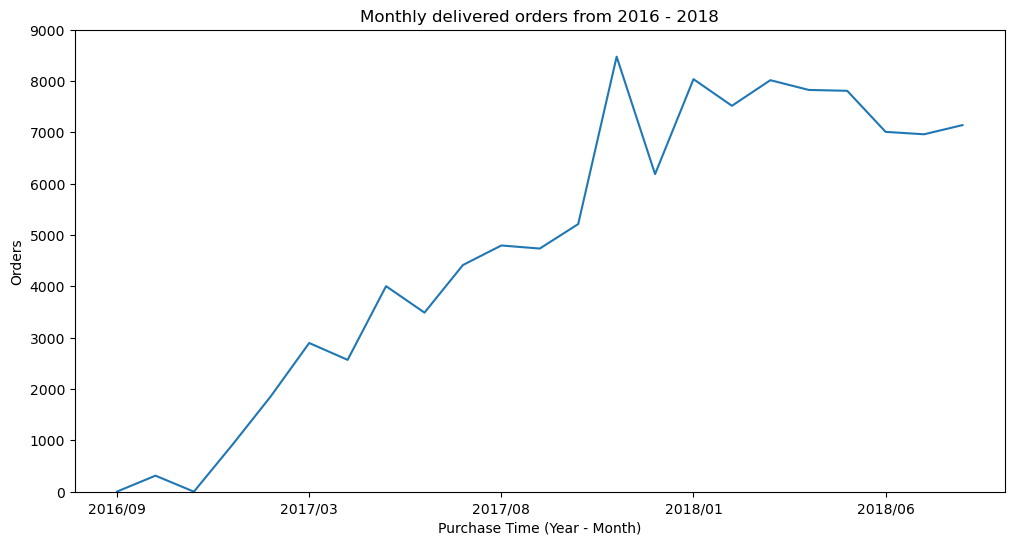 Monthly delivered orders from 2016 - 2018
9000
8000
7000
6000
5000
4000
3000
2000
1000
0
Orders
2016/09 2017/03 2017/08 2018/01 2018/06
Purchase Time (Year - Month)